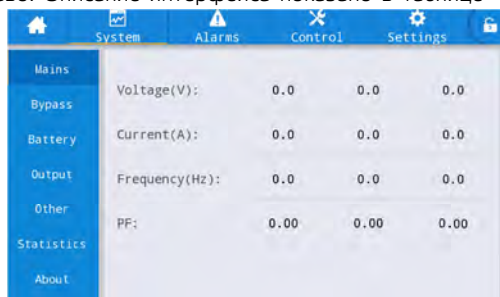 System Alarms Control Settings
Mains
Bypass
Battery
Output
Other
Statistics
About
Voltage(V): 0.0 0.0 0.0
Current(A): 0.0 0.0 0.0
Frequency(Hz): 0.0 0.0 0.0
PF: 0.00 0.00 0.00